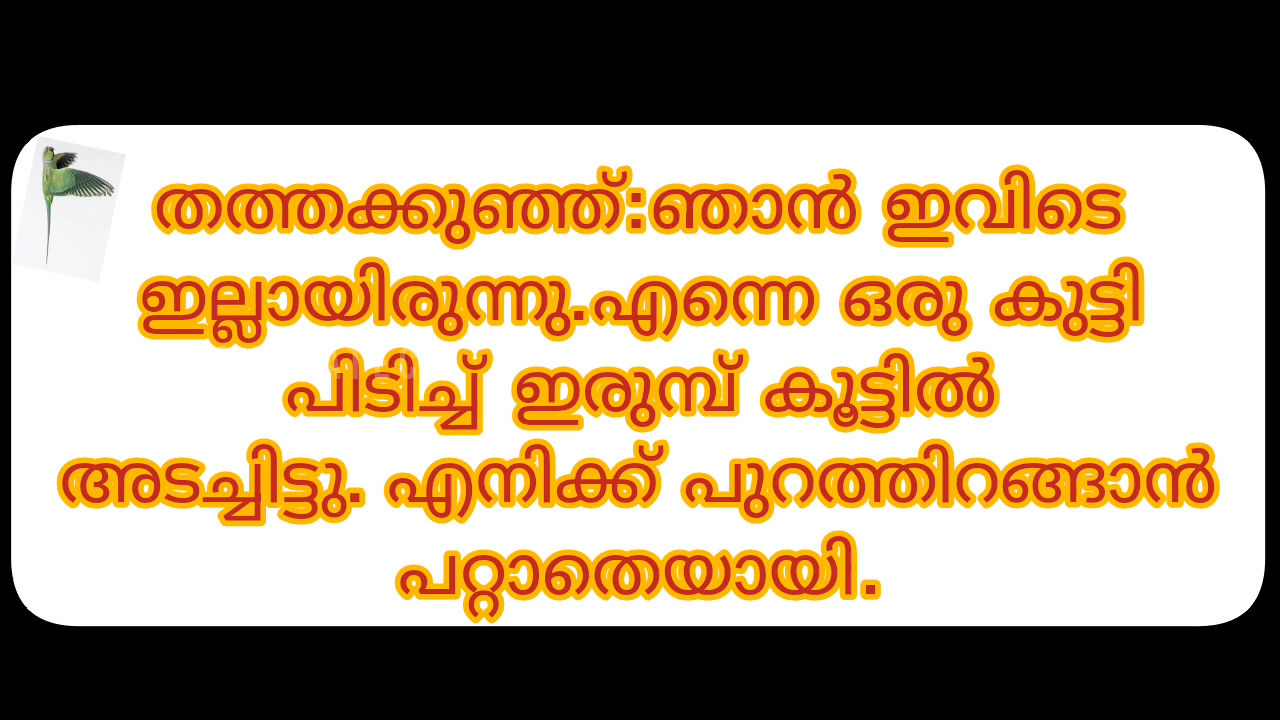 തത്തക്കുഞ്ഞ്:ഞാൻ ഇവിടെ
ഇല്ലായിരുന്നു.എന്നെ ഒരു കുട്ടി
പിടിച്ച് ഇരുമ്പ് കൂട്ടിൽ
അടച്ചിട്ടു. എനിക്ക് പുറത്തിറങ്ങാൻ
പറ്റാതെയായി.